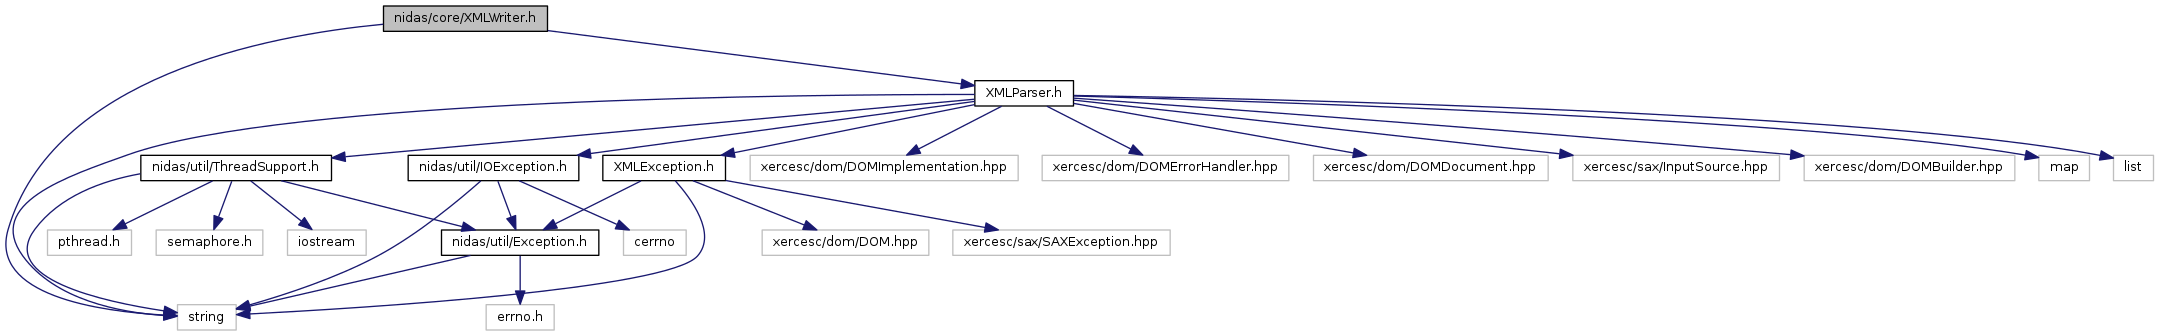 nidas/core/XMLWriter.h
XMLParser.h
nidas/util/ThreadSupport.h
nidas/util/IOException.h
XMLException.h
xercesc/dom/DOMImplementation.hpp
xercesc/dom/DOMErrorHandler.hpp
xercesc/dom/DOMDocument.hpp
xercesc/sax/InputSource.hpp
xercesc/dom/DOMBuilder.hpp
map
list
pthread.h
semaphore.h
iostream
nidas/util/Exception.h
cerrno
xercesc/dom/DOM.hpp
xercesc/sax/SAXException.hpp
string
errno.h